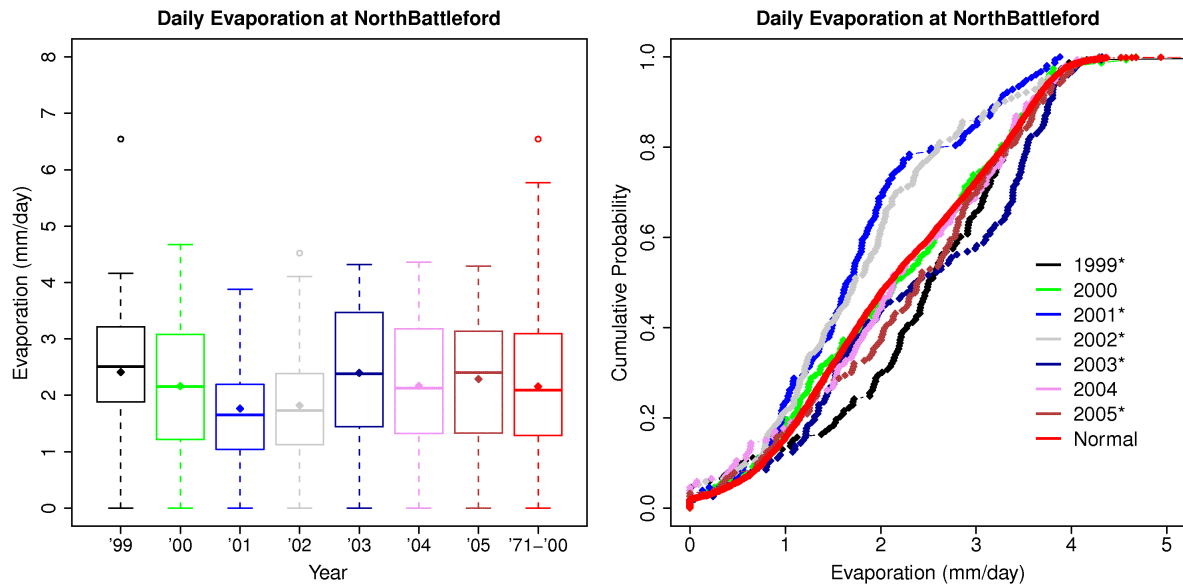 Daily Evaporation at NorthBattleford
Evaporation (mm/day)
8
7
6
5
4
3
2
1
0
'99 '00 '01 '02 '03 '04 '05 '71–'00
Year
Daily Evaporation at NorthBattleford
Cumulative Probability
1.0
0.8
0.6
0.4
0.2
0.0
1999*
2000
2001*
2002*
2003*
2004
2005*
Normal
0 1 2 3 4 5
Evaporation (mm/day)